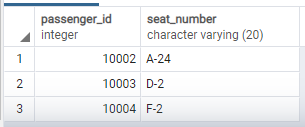 passenger_id seat_number
integer character varying (20)
1 10002 A-24
2 10003 D-2
3 10004 F-2